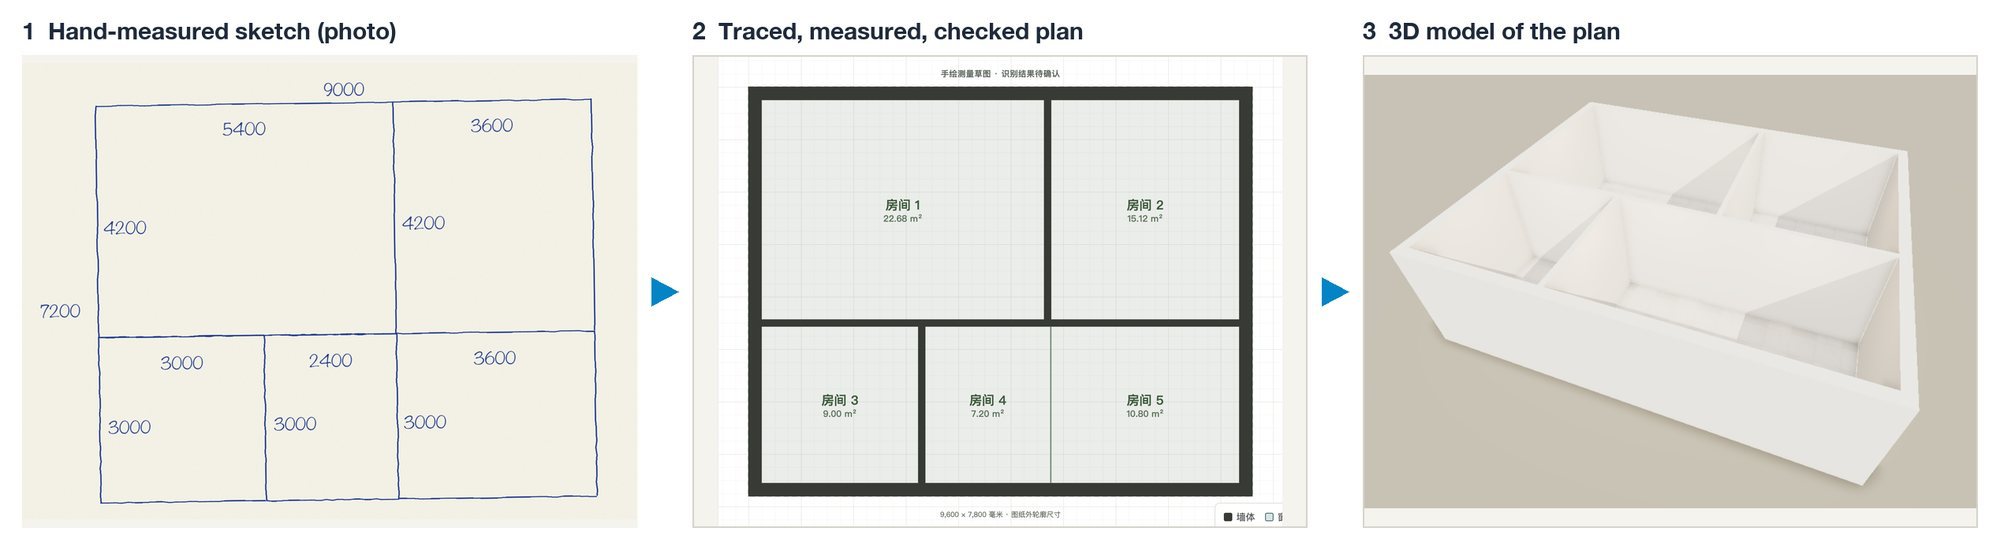 1 Hand-measured sketch (photo)
9000
5400
3600
4200
4200
7200
3000
2400
3600
3000
3000
3000
2 Traced, measured, checked plan
手绘测量草图 · 识别结果待确认
房间 1
22.68 m²
房间 2
15.12 m²
房间 3
9.00 m²
房间 4
7.20 m²
房间 5
10.80 m²
9,600 × 7,800 毫米 · 图纸外轮廓尺寸
墙体
3 3D model of the plan